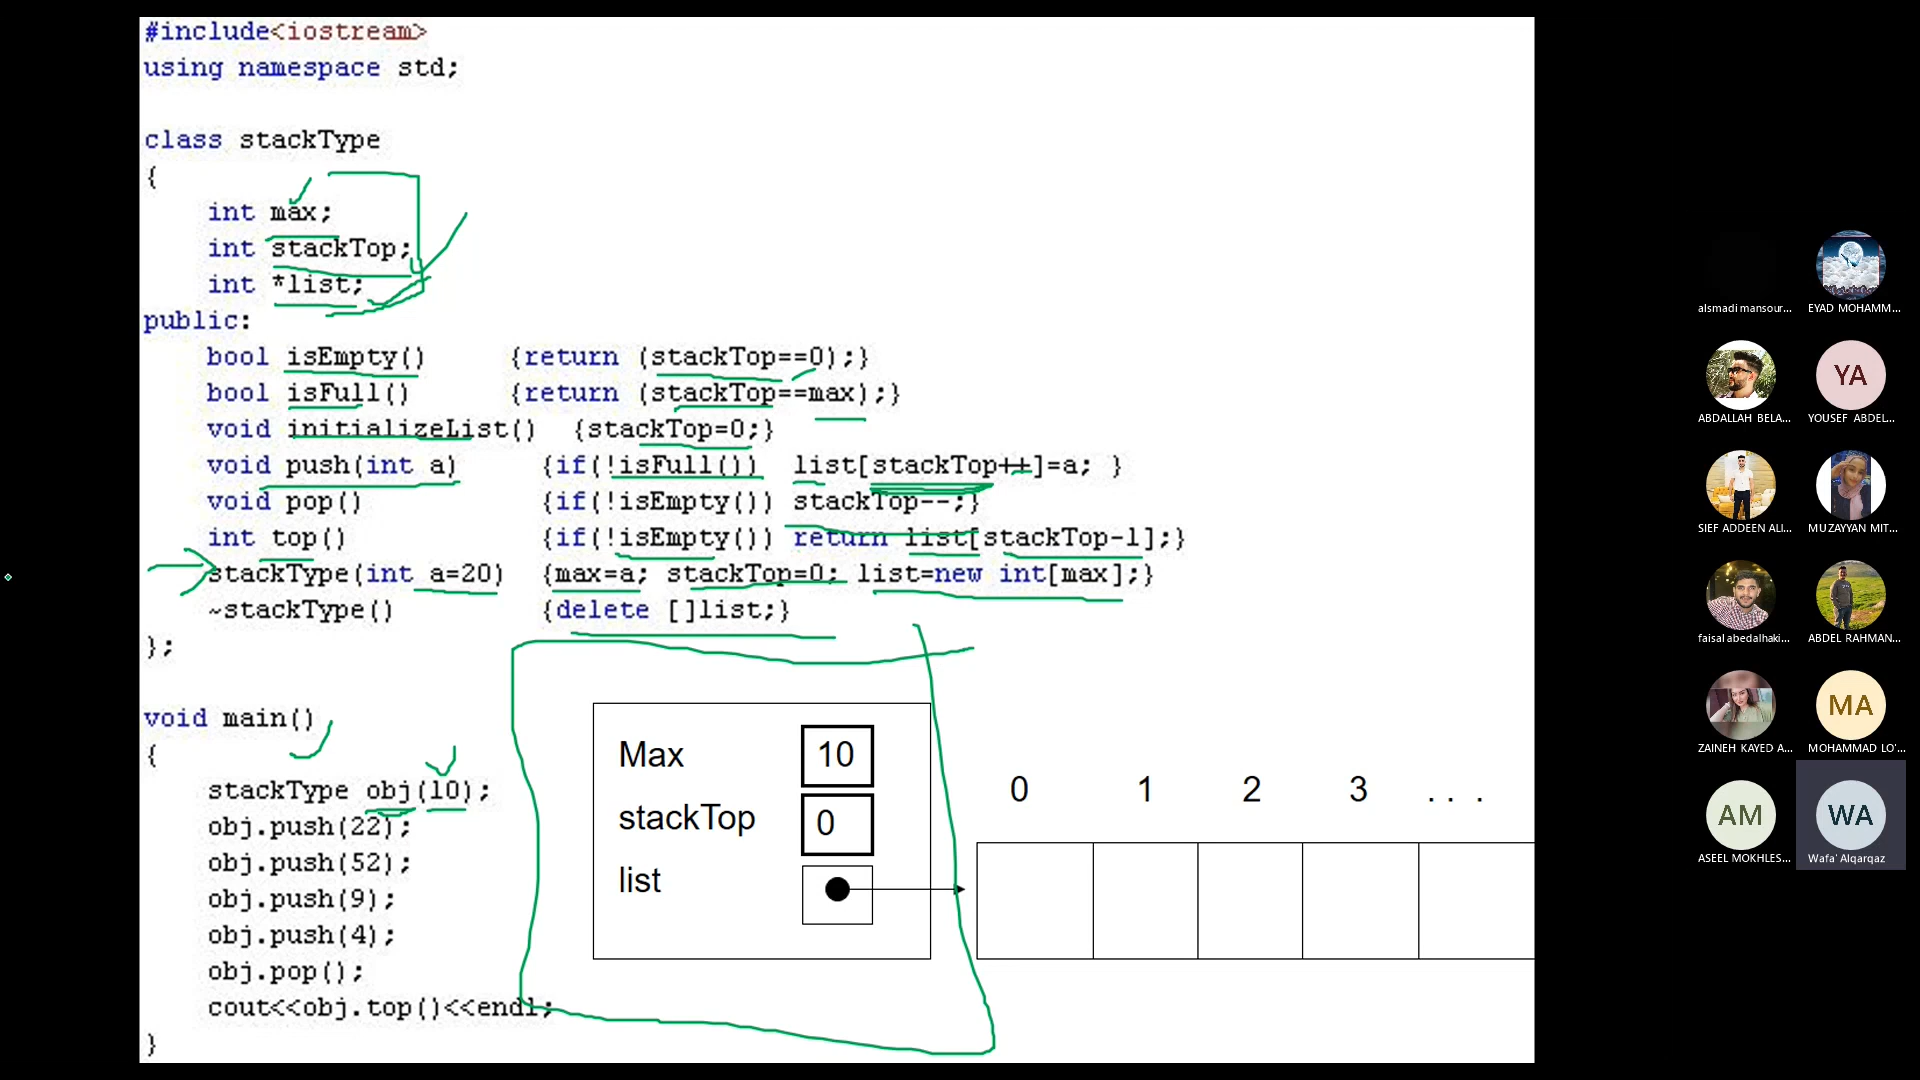 #include<iostream>
using namespace std;
class stackType
{
int max;
int stackTop;
int *list;
public:
bool isEmpty() {return (stackTop==0);}
bool isFull() {return (stackTop==max);}
void initializeList() {stackTop=0;}
void push(int a) {if(!isFull()) list[stackTop++]=a; }
void pop() {if(!isEmpty()) stackTop--;}
int top() {if(!isEmpty()) return list[stackTop-1];}
stackType(int a=20) {max=a; stackTop=0; list=new int[max];}
~stackType() {delete []list;}
};
void main()
{
stackType obj(10);
obj.push(22);
obj.push(52);
obj.push(9);
obj.push(4);
obj.pop();
cout<<obj.top()<<endl;
}
Max 10
stackTop 0
list
0 1 2 3 . . .
alsmadi mansour...
EYAD MOHAMM...
ABDALLAH BELA...
YA
YOUSEF ABDEL...
SIEF ADDEEN ALI...
MUZAYYAN MIT...
faisal abedalhaki...
ABDEL RAHMAN...
ZAINEH KAYED A...
MA
MOHAMMAD LO'...
AM
ASEEL MOKHLES...
WA
Wafa' Alqarqaz